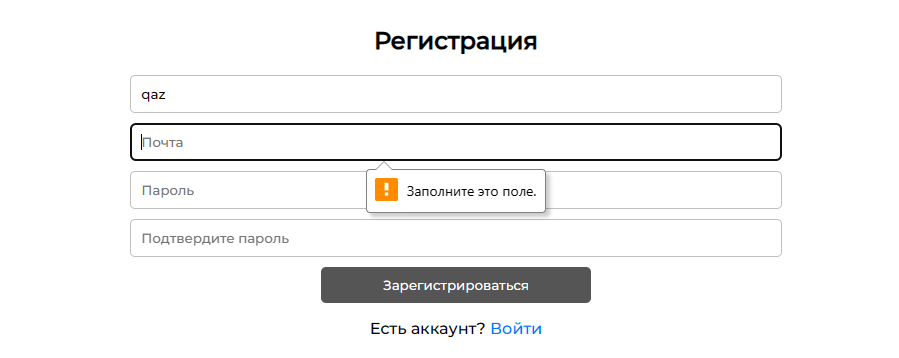 Регистрация
qaz
Почта
Заполните это поле.
Пароль
Подтвердите пароль
Зарегистрироваться
Есть аккаунт? Войти